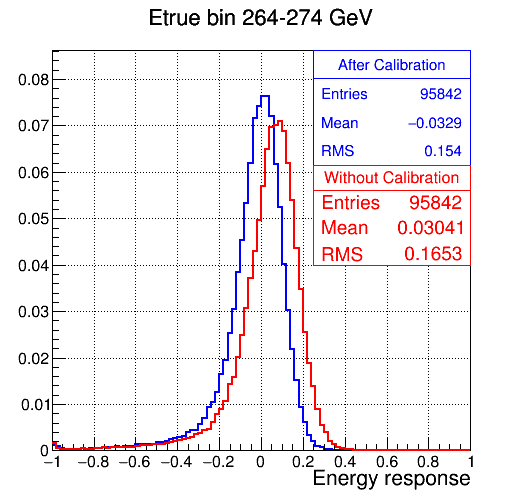 Etrue bin 264-274 GeV
After Calibration
Entries 95842
Mean −0.0329
RMS 0.154
Without Calibration
Entries 95842
Mean 0.03041
RMS 0.1653
0.08
0.07
0.06
0.05
0.04
0.03
0.02
0.01
0
−1 −0.8 −0.6 −0.4 −0.2 0 0.2 0.4 0.6 0.8 1
Energy response